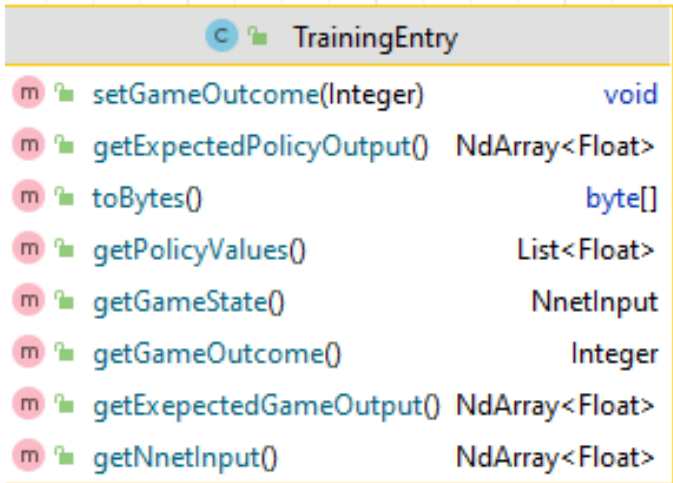 C TrainingEntry
m setGameOutcome(Integer) void
m getExpectedPolicyOutput() NdArray<Float>
m toBytes() byte[]
m getPolicyValues() List<Float>
m getGameState() NnetInput
m getGameOutcome() Integer
m getExepectedGameOutput() NdArray<Float>
m getNnetInput() NdArray<Float>